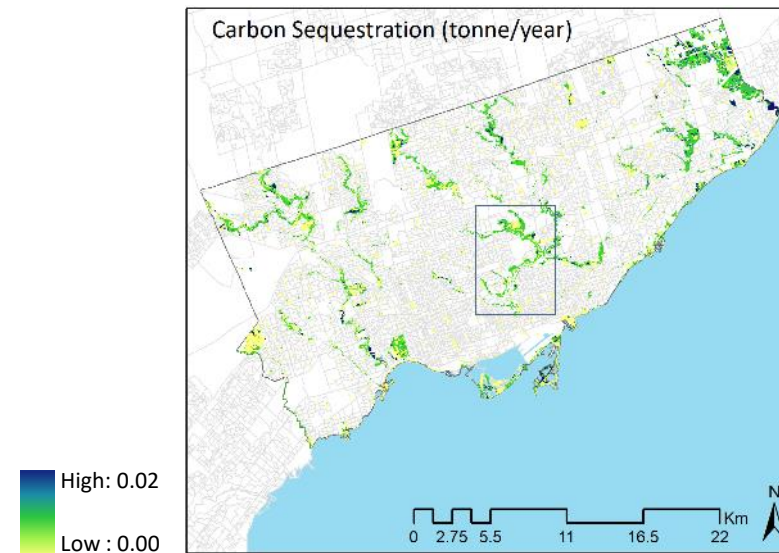 Carbon Sequestration (tonne/year)
High: 0.02
Low : 0.00
N
Km
0 2.75 5.5 11 16.5 22